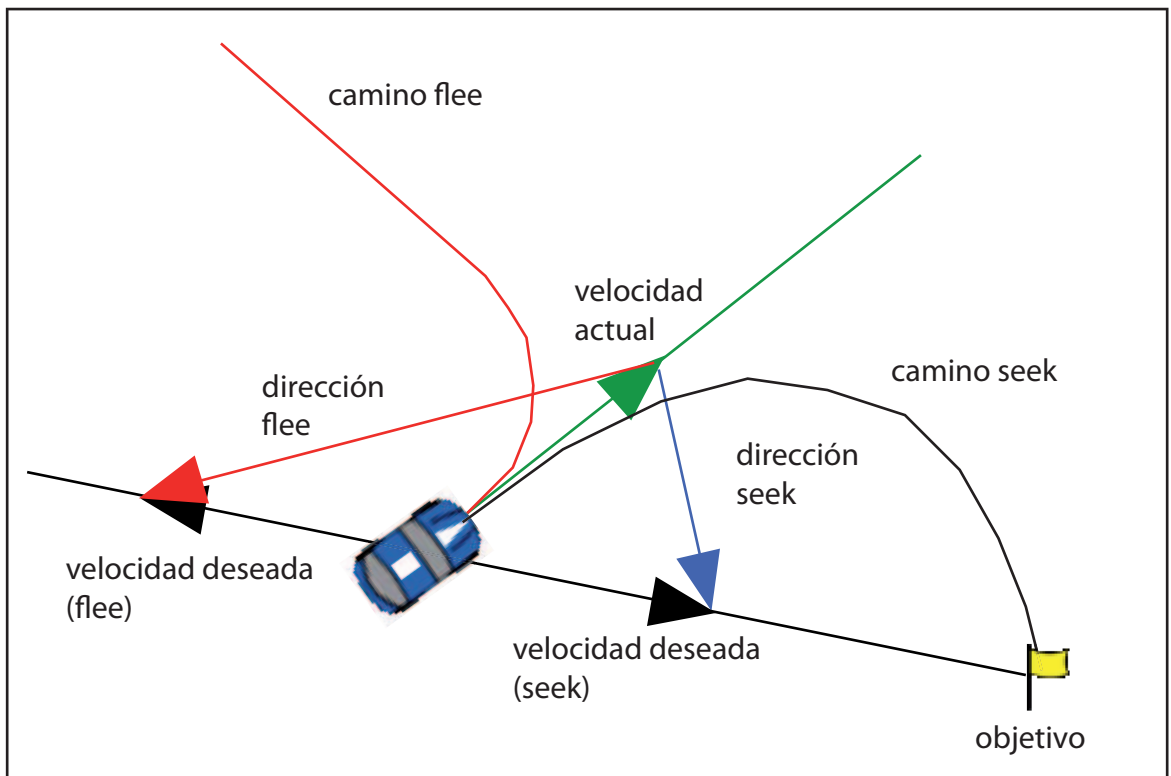 camino flee
velocidad
actual
camino seek
dirección
flee
dirección
seek
velocidad deseada
(flee)
velocidad deseada
(seek)
objetivo